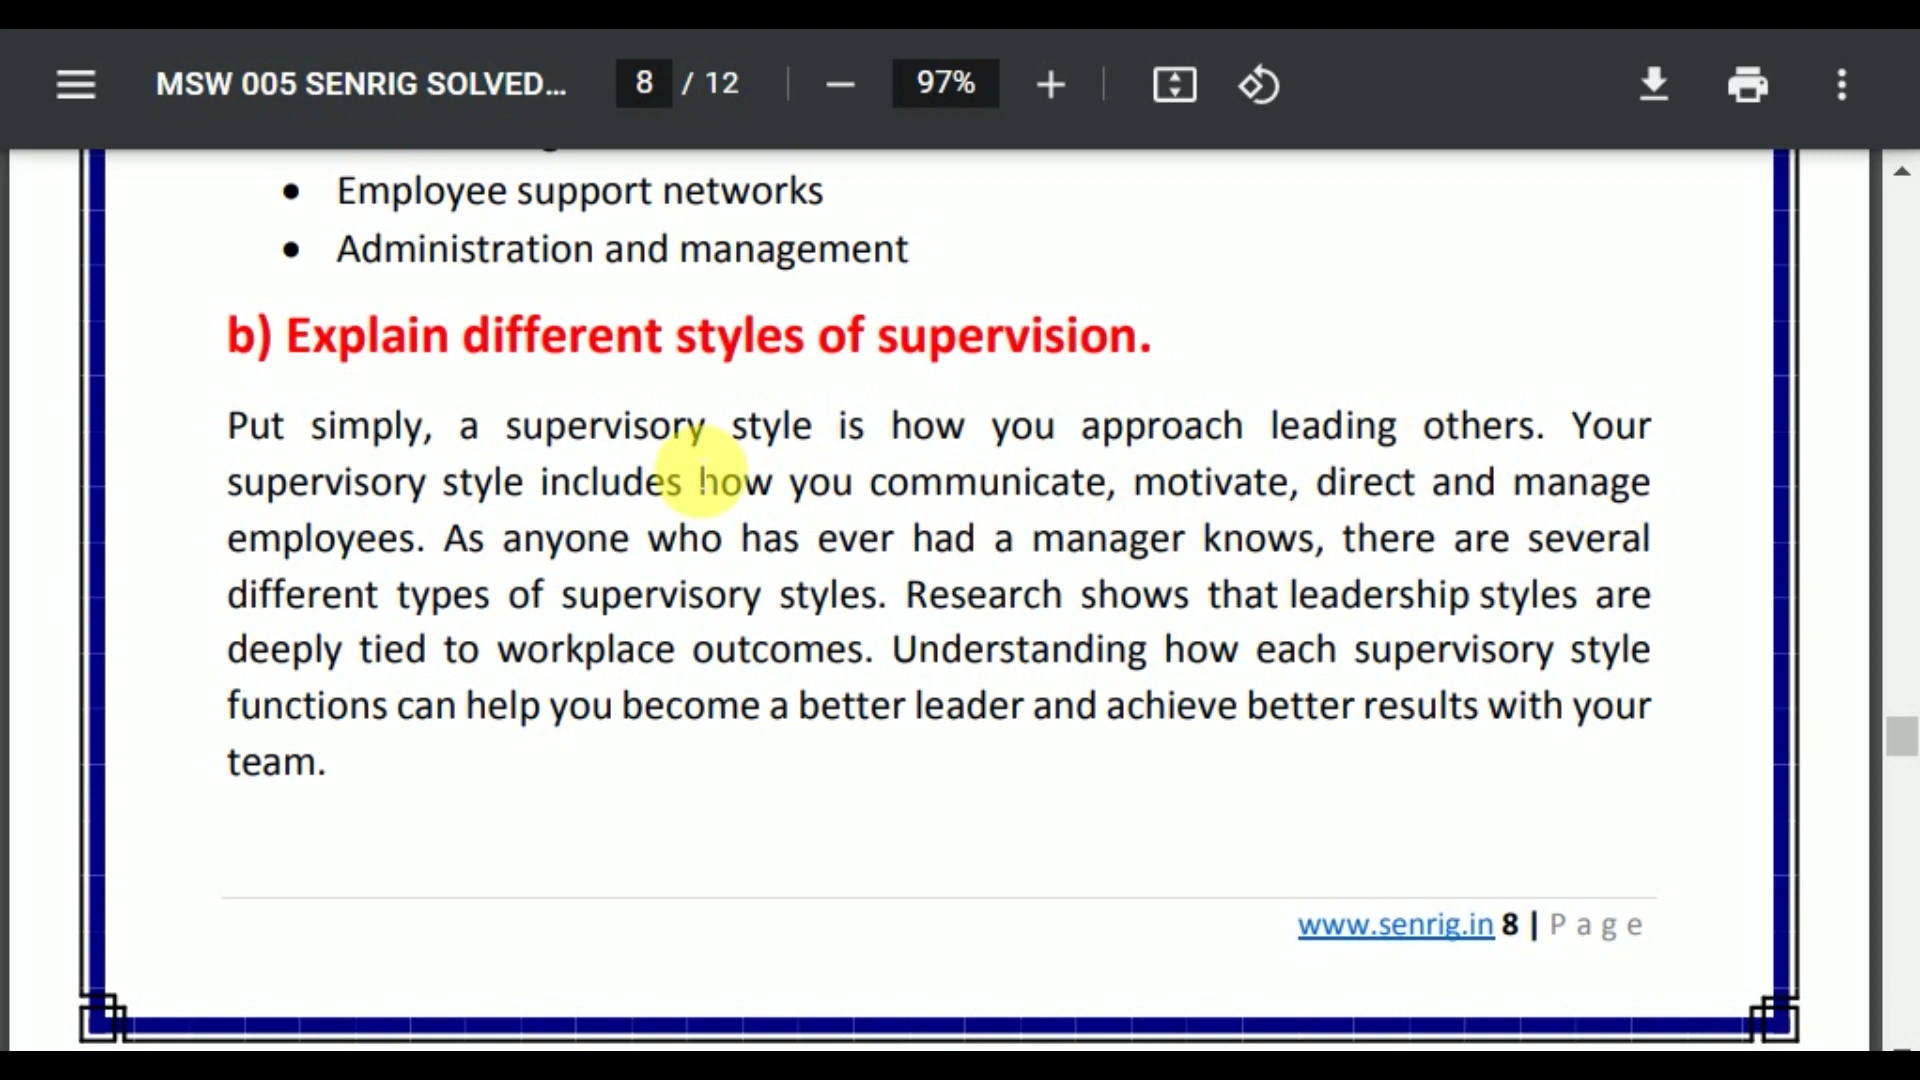 MSW 005 SENRIG SOLVED... 8 / 12 97%
• Employee support networks
• Administration and management
b) Explain different styles of supervision.
Put simply, a supervisory style is how you approach leading others. Your
supervisory style includes how you communicate, motivate, direct and manage
employees. As anyone who has ever had a manager knows, there are several
different types of supervisory styles. Research shows that leadership styles are
deeply tied to workplace outcomes. Understanding how each supervisory style
functions can help you become a better leader and achieve better results with your
team.
www.senrig.in 8 | Page